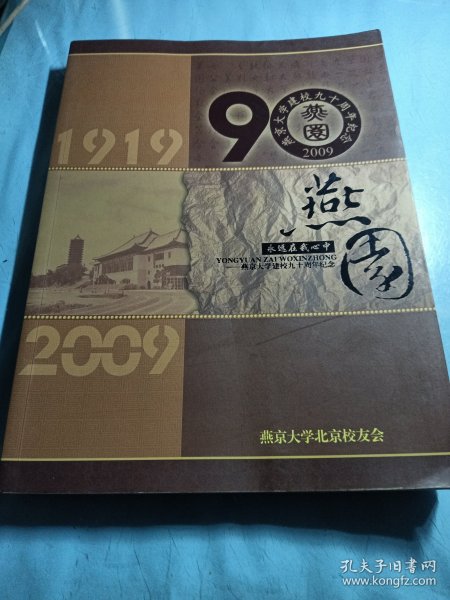 1919
90
燕京大学建校九十周年纪念
燕园
2009
燕园
永远在我心中
YONGYUAN ZAI WOXINZHONG
——燕京大学建校九十周年纪念
2009
燕京大学北京校友会
孔夫子旧书网
www.kongfz.com